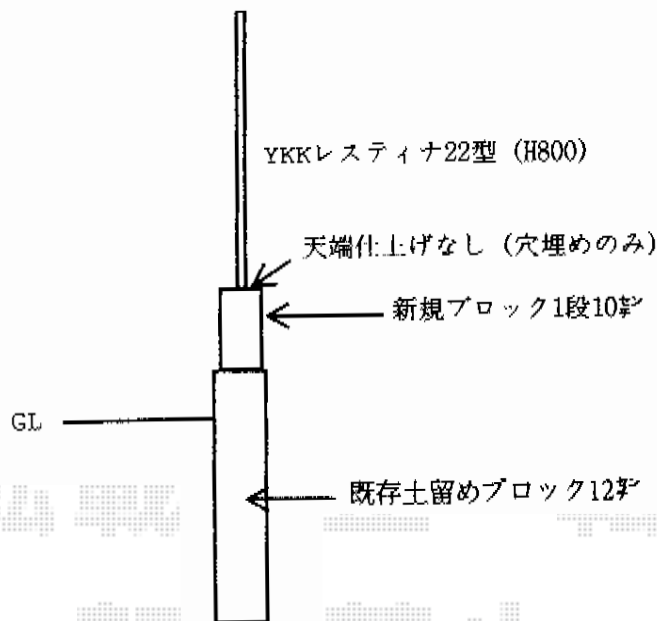 YKKレスティナ22型 (H800)
天端仕上げなし (穴埋めのみ)
新規ブロック1段10㌢
GL
既存土留めブロック12㌢